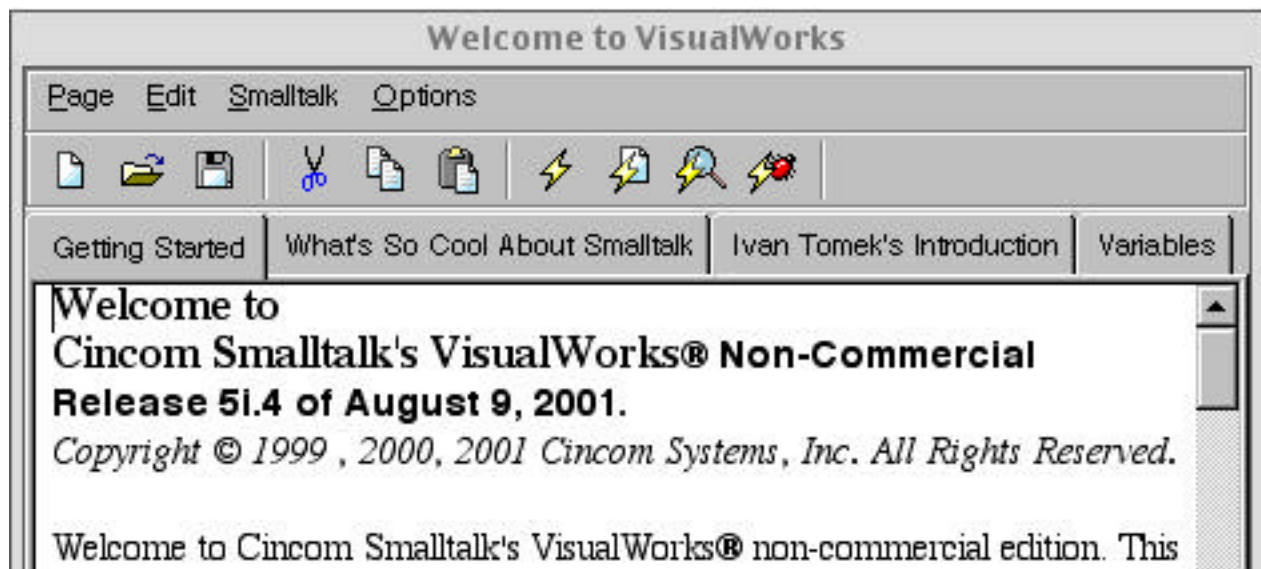 Welcome to VisualWorks
Page Edit Smalltalk Options
Getting Started What's So Cool About Smalltalk Ivan Tomek's Introduction Variables
Welcome to
Cincom Smalltalk's VisualWorks® Non-Commercial
Release 5i.4 of August 9, 2001.
Copyright © 1999 , 2000, 2001 Cincom Systems, Inc. All Rights Reserved.
Welcome to Cincom Smalltalk's VisualWorks® non-commercial edition. This